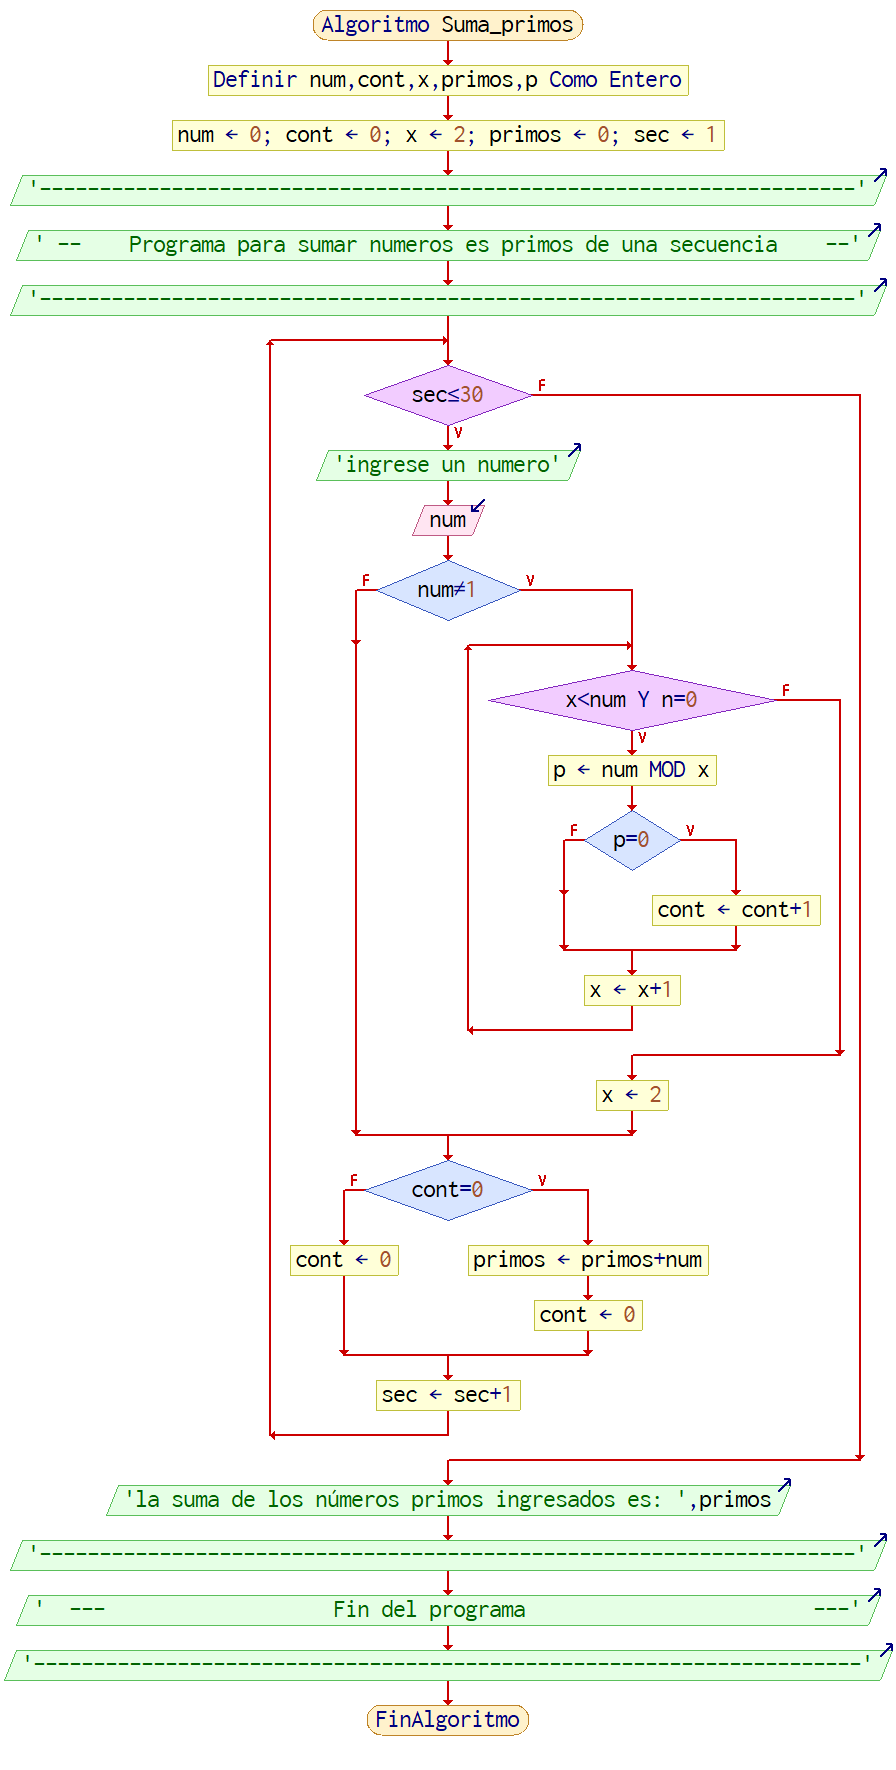 Algoritmo Suma_primos
Definir num,cont,x,primos,p Como Entero
num ← 0; cont ← 0; x ← 2; primos ← 0; sec ← 1
'--------------------------------------------------------------------'
' --    Programa para sumar numeros es primos de una secuencia    --'
'--------------------------------------------------------------------'
sec≤30
F
V
'ingrese un numero'
num
num≠1
F
V
x<num Y n=0
F
V
p ← num MOD x
p=0
F
V
cont ← cont+1
x ← x+1
x ← 2
cont=0
F
V
cont ← 0
primos ← primos+num
cont ← 0
sec ← sec+1
'la suma de los números primos ingresados es: ',primos
'--------------------------------------------------------------------'
'  ---                   Fin del programa                        ---'
'---------------------------------------------------------------------'
FinAlgoritmo